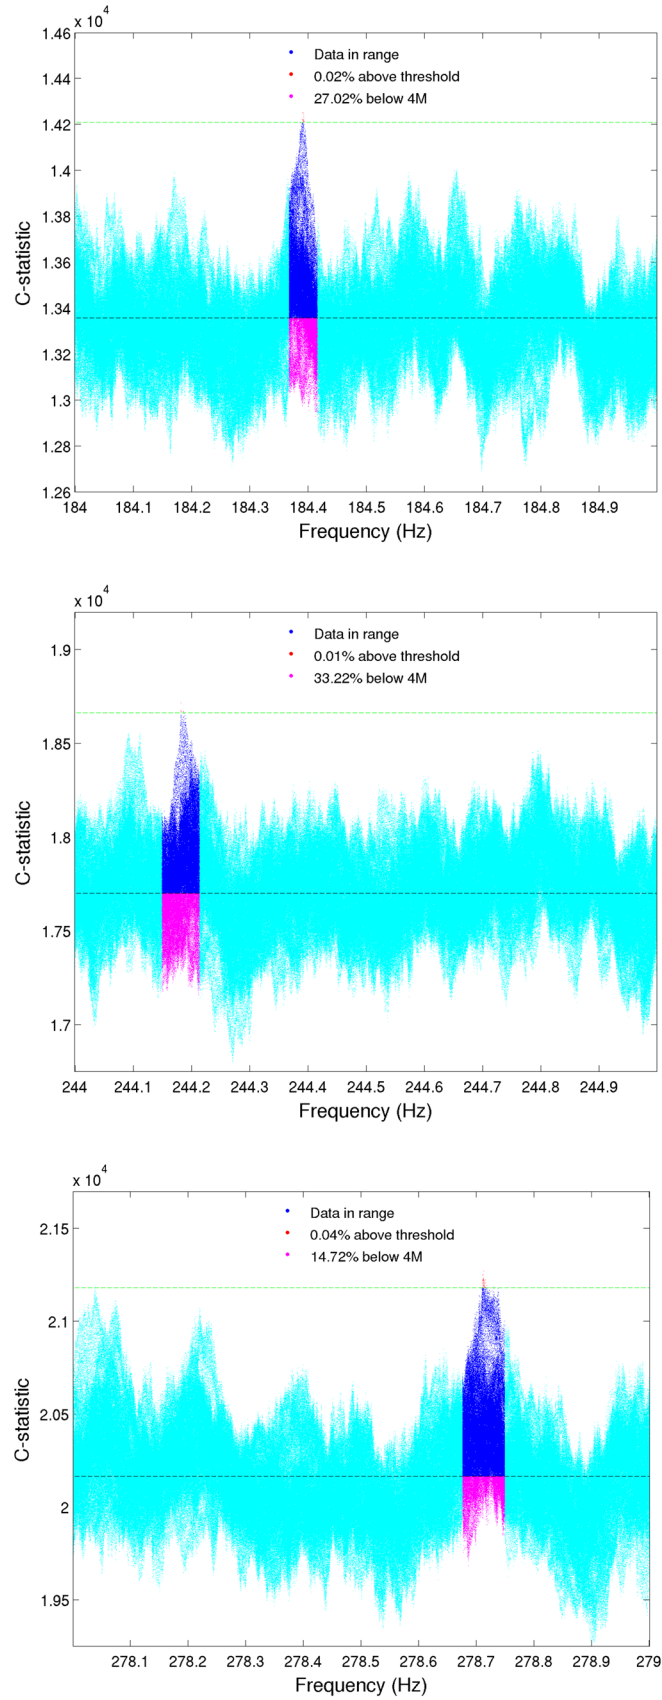 x 10^4
1.46
1.44
1.42
1.4
1.38
1.36
1.34
1.32
1.3
1.28
1.26
C-statistic
Data in range
0.02% above threshold
27.02% below 4M
184 184.1 184.2 184.3 184.4 184.5 184.6 184.7 184.8 184.9
Frequency (Hz)
x 10^4
1.9
1.85
1.8
1.75
1.7
C-statistic
Data in range
0.01% above threshold
33.22% below 4M
244 244.1 244.2 244.3 244.4 244.5 244.6 244.7 244.8 244.9
Frequency (Hz)
x 10^4
2.15
2.1
2.05
2
1.95
C-statistic
Data in range
0.04% above threshold
14.72% below 4M
278.1 278.2 278.3 278.4 278.5 278.6 278.7 278.8 278.9 279
Frequency (Hz)